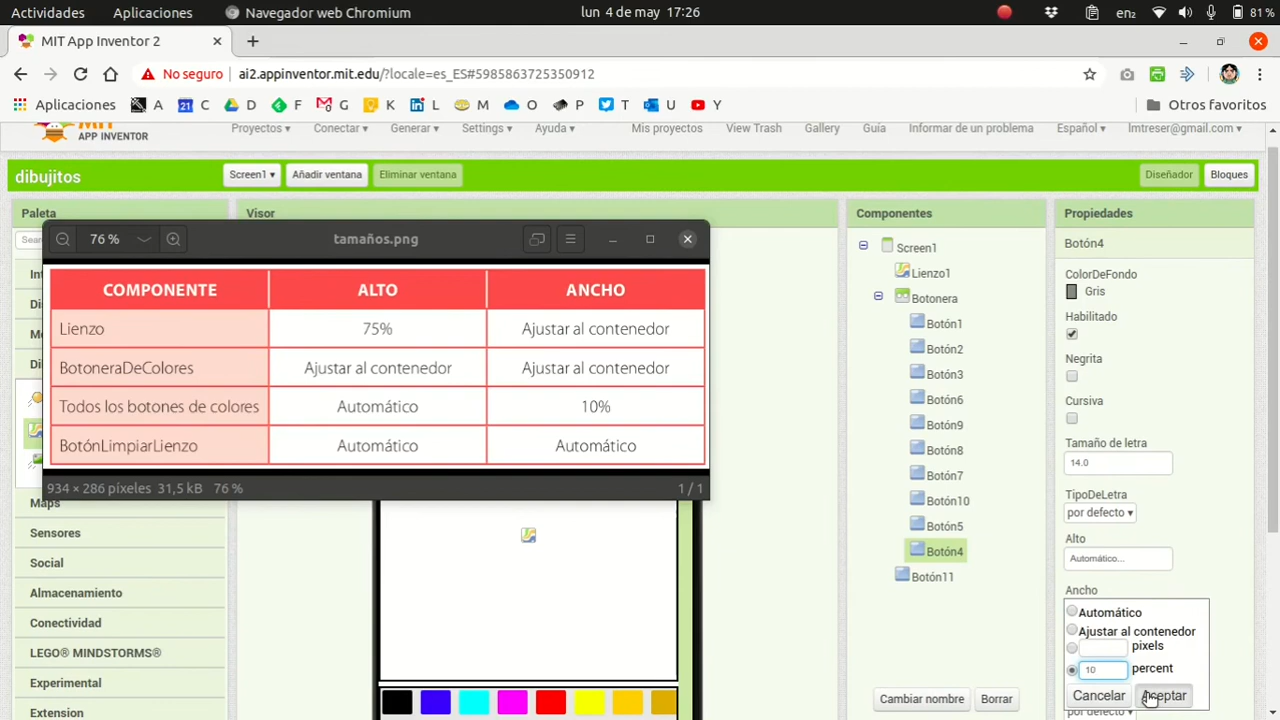 Actividades Aplicaciones Navegador web Chromium lun 4 de may 17:26 en₂ 81 %
MIT App Inventor 2
No seguro ai2.appinventor.mit.edu/?locale=es_ES#5985863725350912
Aplicaciones A C D F G K L M O P T U Y Otros favoritos
APP INVENTOR Proyectos Conectar Generar Settings Ayuda Mis proyectos View Trash Gallery Guía Informar de un problema Español lmtreser@gmail.com
dibujitos Screen1 Añadir ventana Eliminar ventana Diseñador Bloques
Paleta Visor Componentes Propiedades
76 % tamaños.png
COMPONENTE ALTO ANCHO
Lienzo 75% Ajustar al contenedor
BotoneraDeColores Ajustar al contenedor Ajustar al contenedor
Todos los botones de colores Automático 10%
BotónLimpiarLienzo Automático Automático
934 × 286 píxeles 31,5 kB 76 % 1 / 1
Maps
Sensores
Social
Almacenamiento
Conectividad
LEGO® MINDSTORMS®
Experimental
Extension
Screen1
Lienzo1
Botonera
Botón1
Botón2
Botón3
Botón6
Botón9
Botón8
Botón7
Botón10
Botón5
Botón4
Botón11
Cambiar nombre Borrar
Botón4
ColorDeFondo
Gris
Habilitado
Negrita
Cursiva
Tamaño de letra
14.0
TipoDeLetra
por defecto
Alto
Automático...
Ancho
Automático
Ajustar al contenedor
pixels
10 percent
Cancelar Aceptar
por defecto